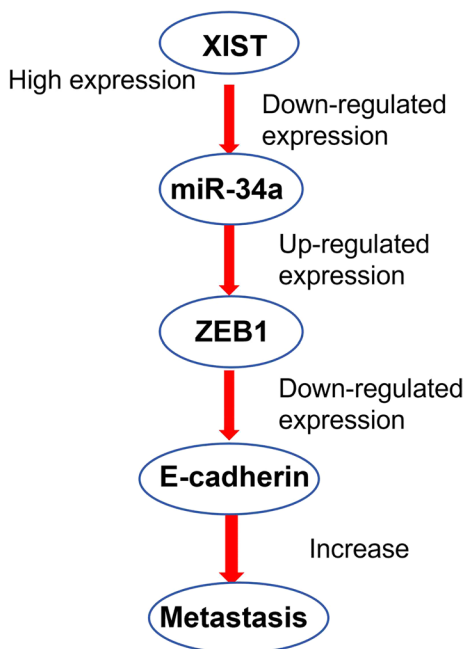 XIST
High expression
Down-regulated
expression
miR-34a
Up-regulated
expression
ZEB1
Down-regulated
expression
E-cadherin
Increase
Metastasis